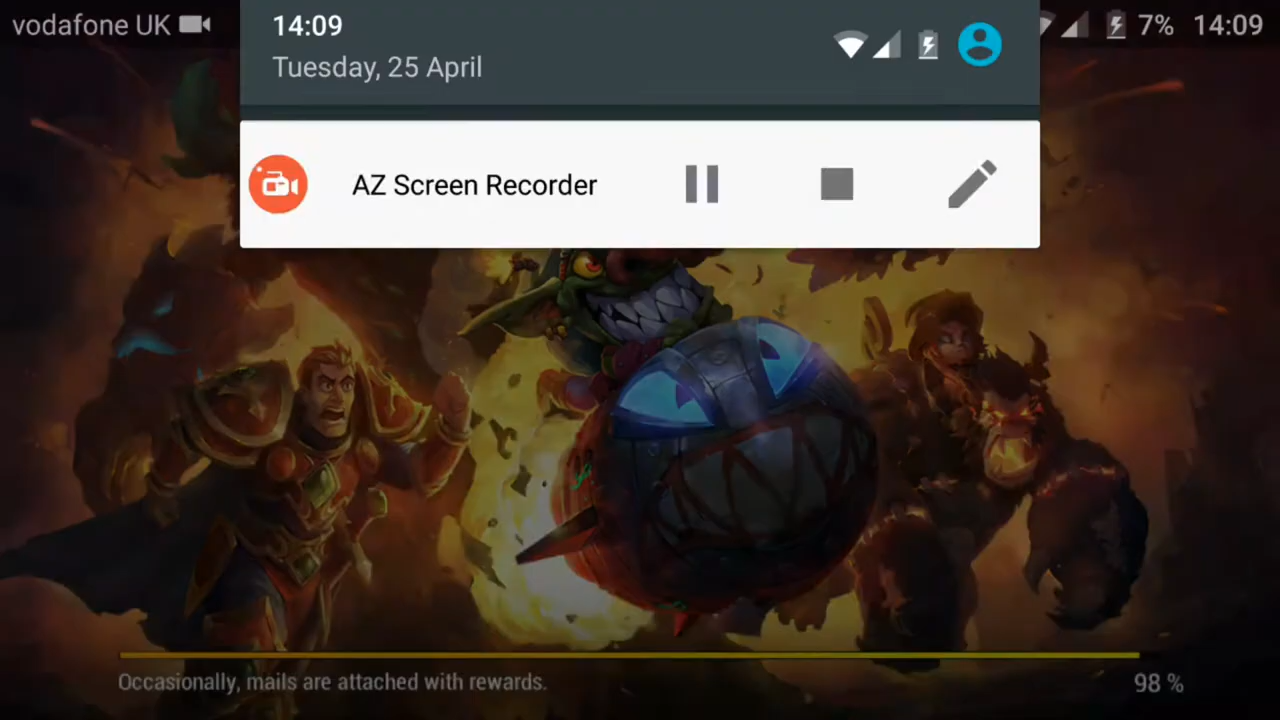 vodafone UK
14:09
7% 14:09
Tuesday, 25 April
AZ Screen Recorder
Occasionally, mails are attached with rewards.
98 %